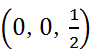 (0, 0, 1/2)